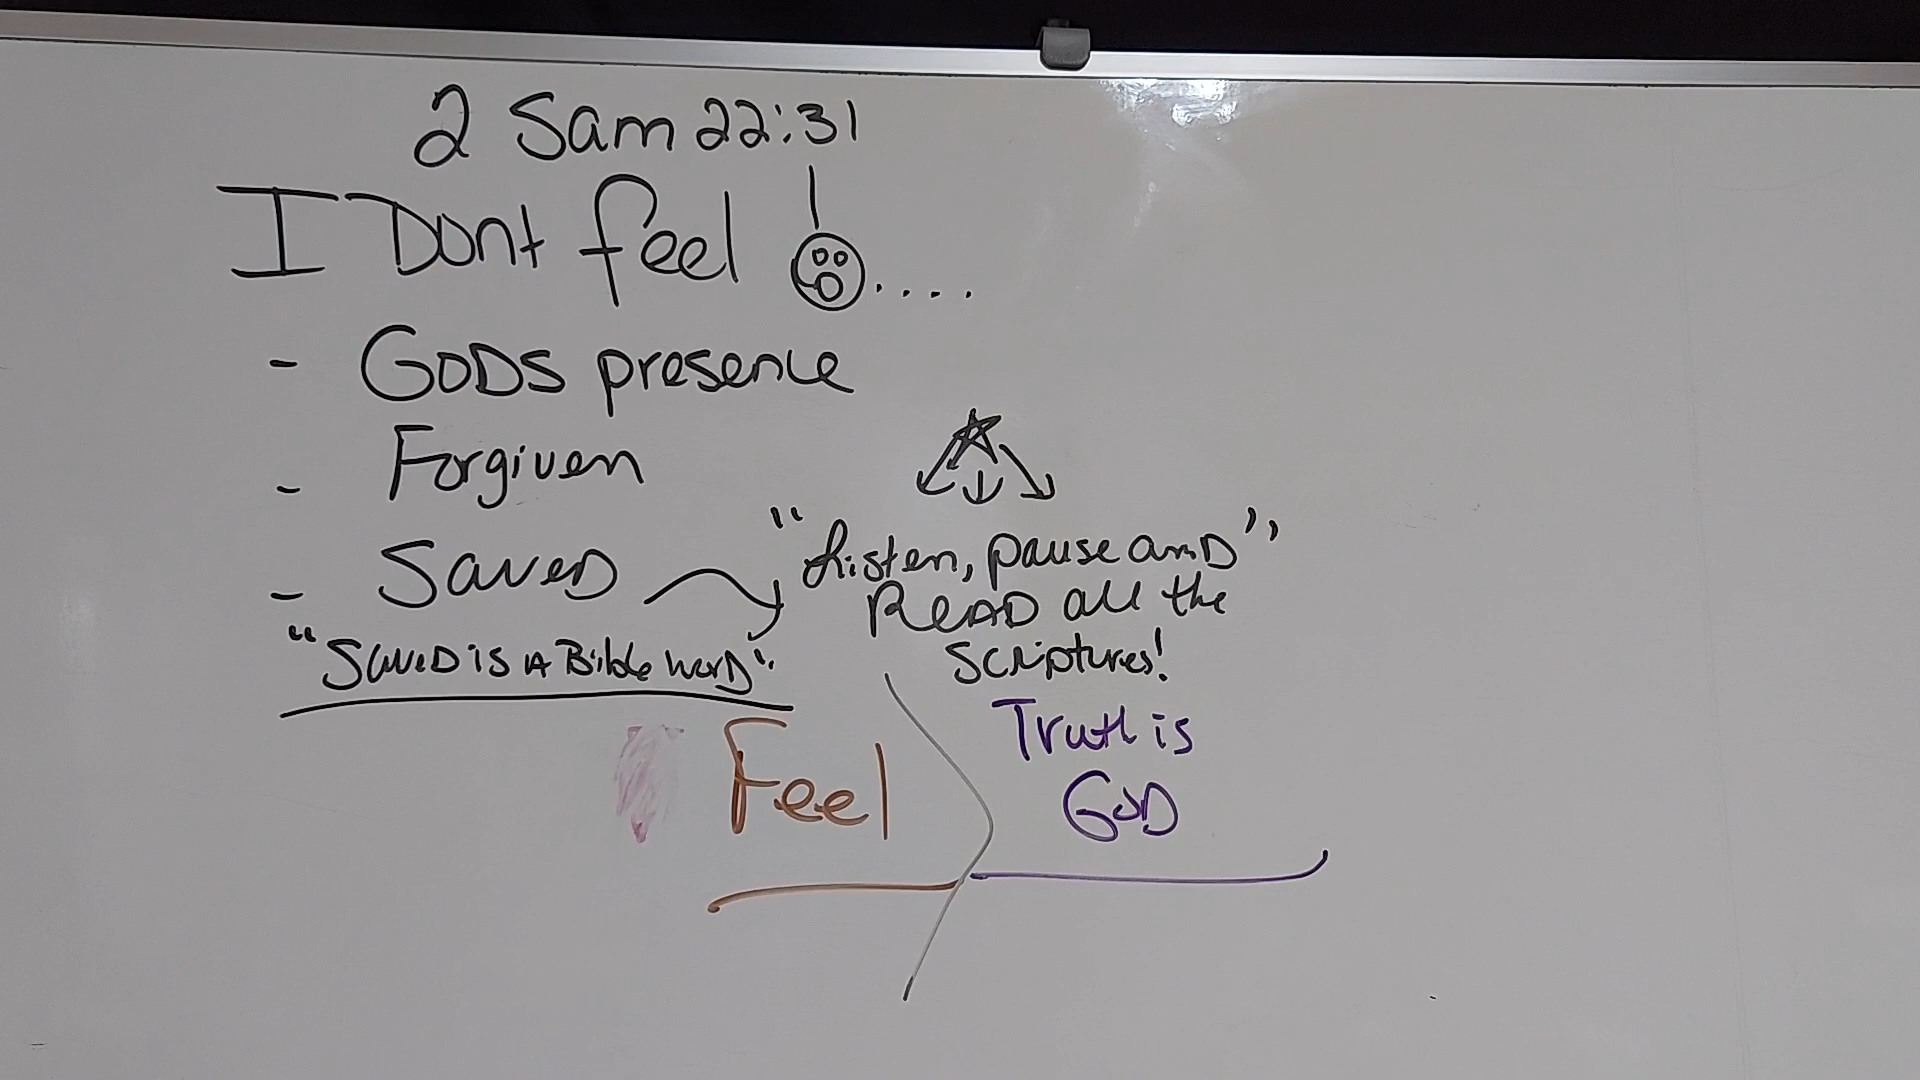 2 Sam 22:31
I Dont feel ....
- GODS presence
- Forgiven
- Saved
"Saved is A Bible word"
"Listen, pause and"
READ all the
Scriptures!
Feel
Truth is
GOD